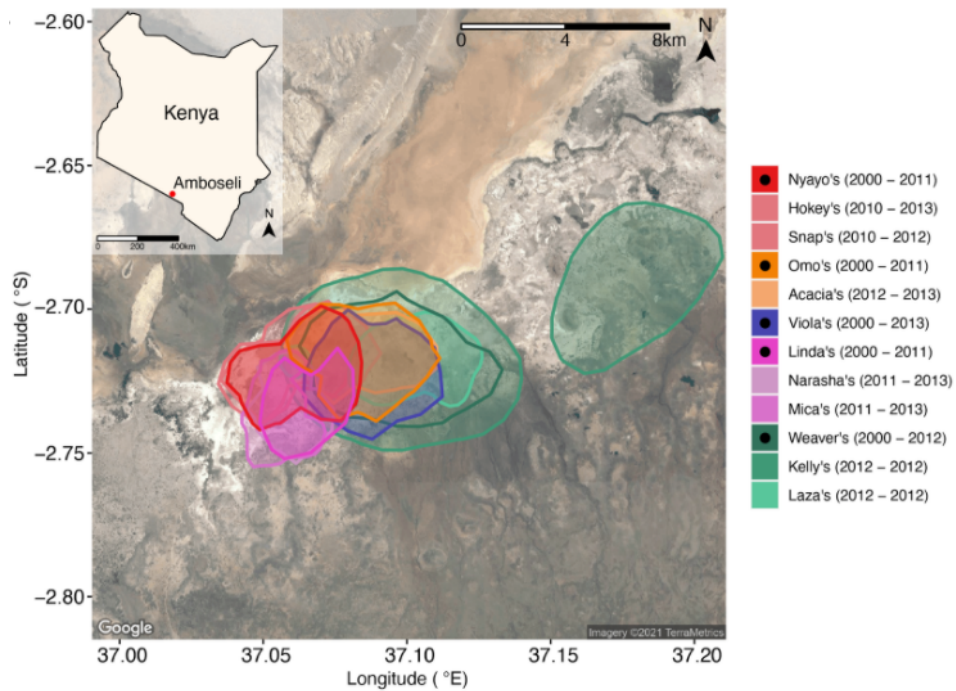 −2.60
−2.65
−2.70
−2.75
−2.80
Latitude ( °S)
Kenya
Amboseli
N
0 200 400km
N
0 4 8km
Google
Imagery ©2021 TerraMetrics
37.00 37.05 37.10 37.15 37.20
Longitude ( °E)
Nyayo's (2000 − 2011)
Hokey's (2010 − 2013)
Snap's (2010 − 2012)
Omo's (2000 − 2011)
Acacia's (2012 − 2013)
Viola's (2000 − 2013)
Linda's (2000 − 2011)
Narasha's (2011 − 2013)
Mica's (2011 − 2013)
Weaver's (2000 − 2012)
Kelly's (2012 − 2012)
Laza's (2012 − 2012)